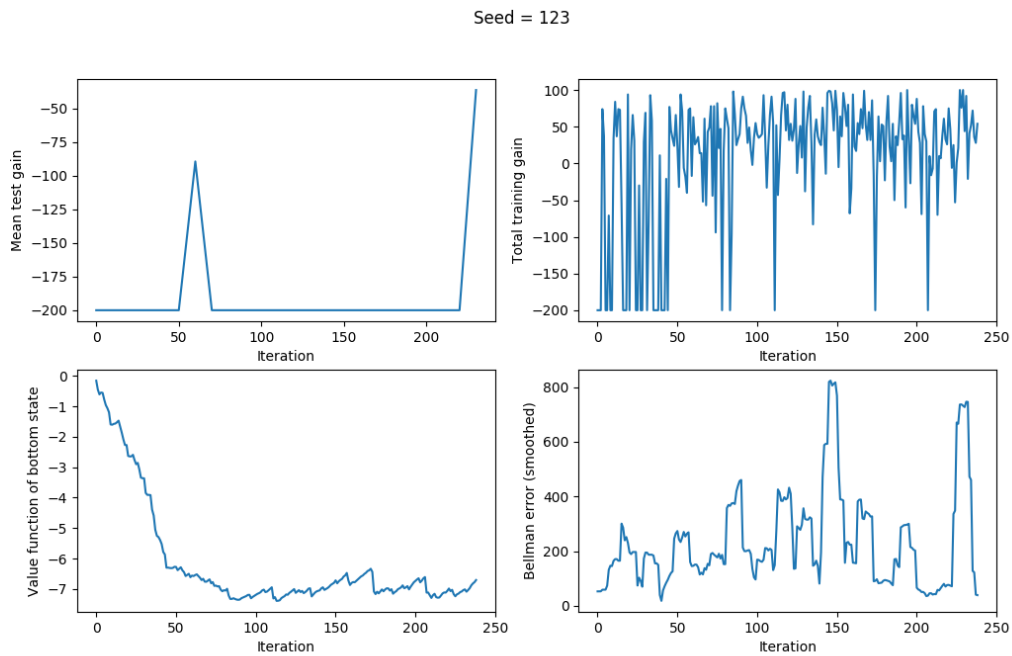 Seed = 123
Mean test gain
−50
−75
−100
−125
−150
−175
−200
0 50 100 150 200
Iteration
Total training gain
100
50
0
−50
−100
−150
−200
0 50 100 150 200 250
Iteration
Value function of bottom state
0
−1
−2
−3
−4
−5
−6
−7
0 50 100 150 200 250
Iteration
Bellman error (smoothed)
800
600
400
200
0
0 50 100 150 200 250
Iteration